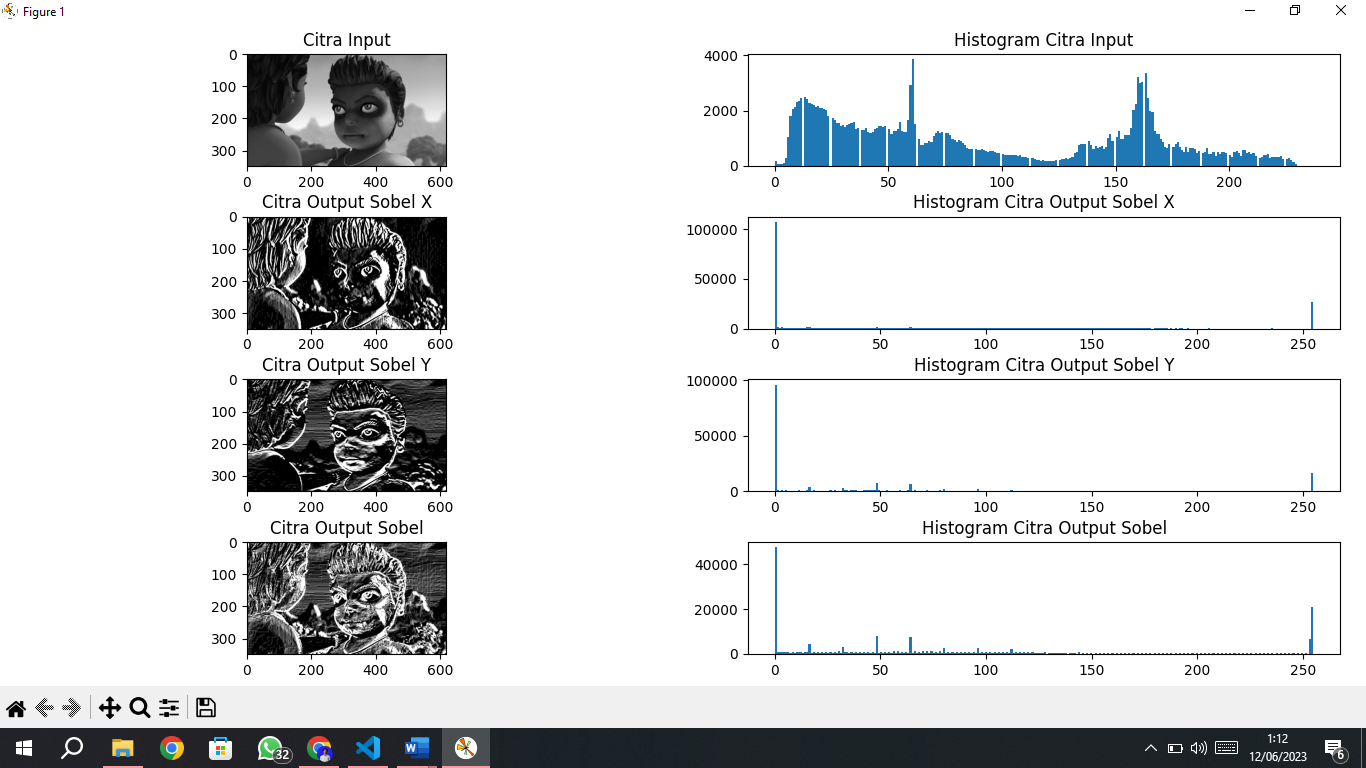 Figure 1
Citra Input
0
100
200
300
0 200 400 600
Histogram Citra Input
4000
2000
0
0 50 100 150 200
Citra Output Sobel X
0
100
200
300
0 200 400 600
Histogram Citra Output Sobel X
100000
50000
0
0 50 100 150 200 250
Citra Output Sobel Y
0
100
200
300
0 200 400 600
Histogram Citra Output Sobel Y
100000
50000
0
0 50 100 150 200 250
Citra Output Sobel
0
100
200
300
0 200 400 600
Histogram Citra Output Sobel
40000
20000
0
0 50 100 150 200 250
32
W
1:12
12/06/2023
6